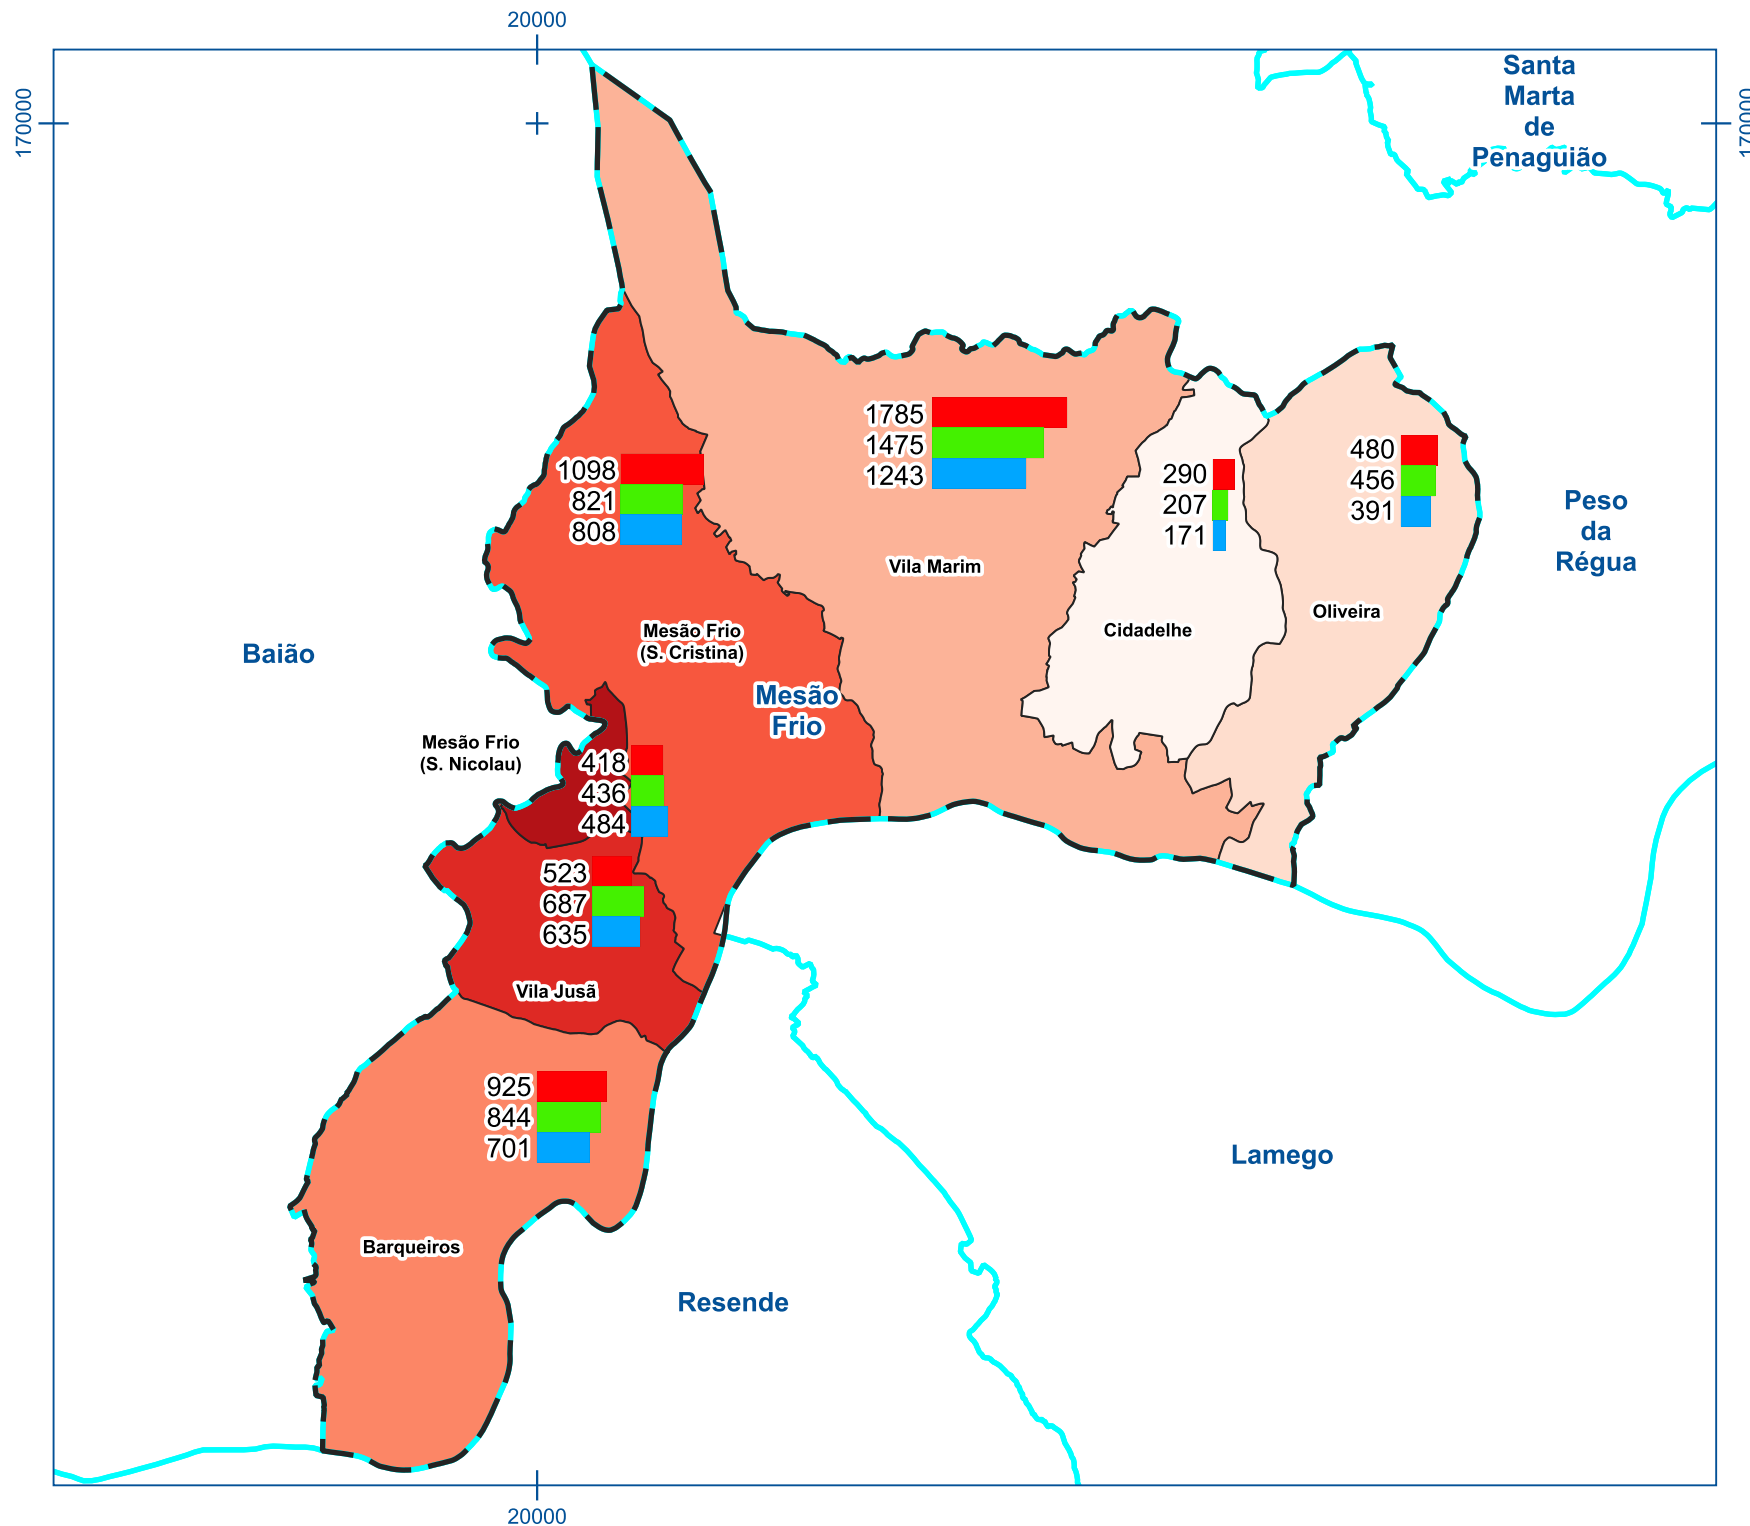 20000
170000
170000
Santa
Marta
de
Penaguião
1785
1475
1243
1098
821
808
290
207
171
480
456
391
Peso
da
Régua
Vila Marim
Oliveira
Cidadelhe
Mesão Frio
(S. Cristina)
Baião
Mesão
Frio
Mesão Frio
(S. Nicolau)
418
436
484
523
687
635
Vila Jusã
925
844
701
Lamego
Barqueiros
Resende
20000